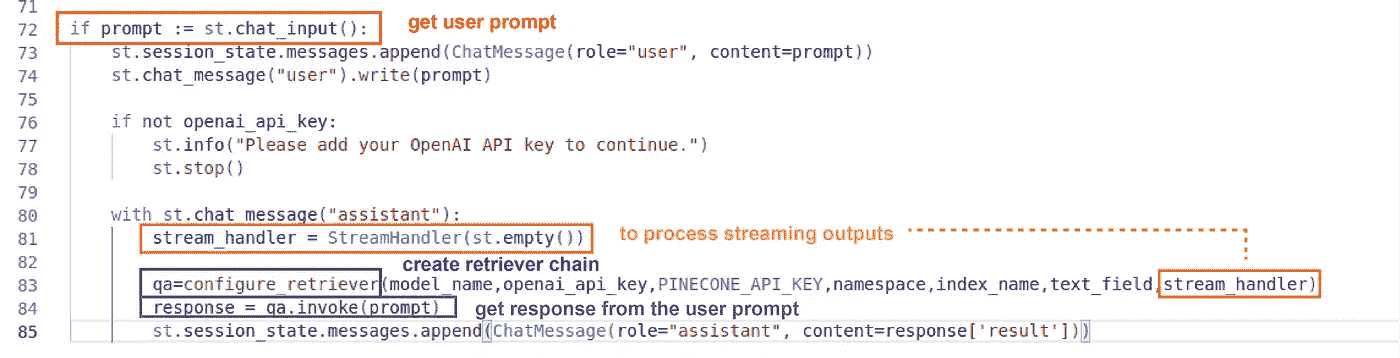 71
72 if prompt := st.chat_input(): get user prompt
73 st.session_state.messages.append(ChatMessage(role="user", content=prompt))
74 st.chat_message("user").write(prompt)
75
76 if not openai_api_key:
77 st.info("Please add your OpenAI API key to continue.")
78 st.stop()
79
80 with st.chat_message("assistant"):
81 stream_handler = StreamHandler(st.empty()) to process streaming outputs
82 create retriever chain
83 qa=configure_retriever(model_name,openai_api_key,PINECONE_API_KEY,namespace,index_name,text_field,stream_handler)
84 response = qa.invoke(prompt) get response from the user prompt
85 st.session_state.messages.append(ChatMessage(role="assistant", content=response['result']))